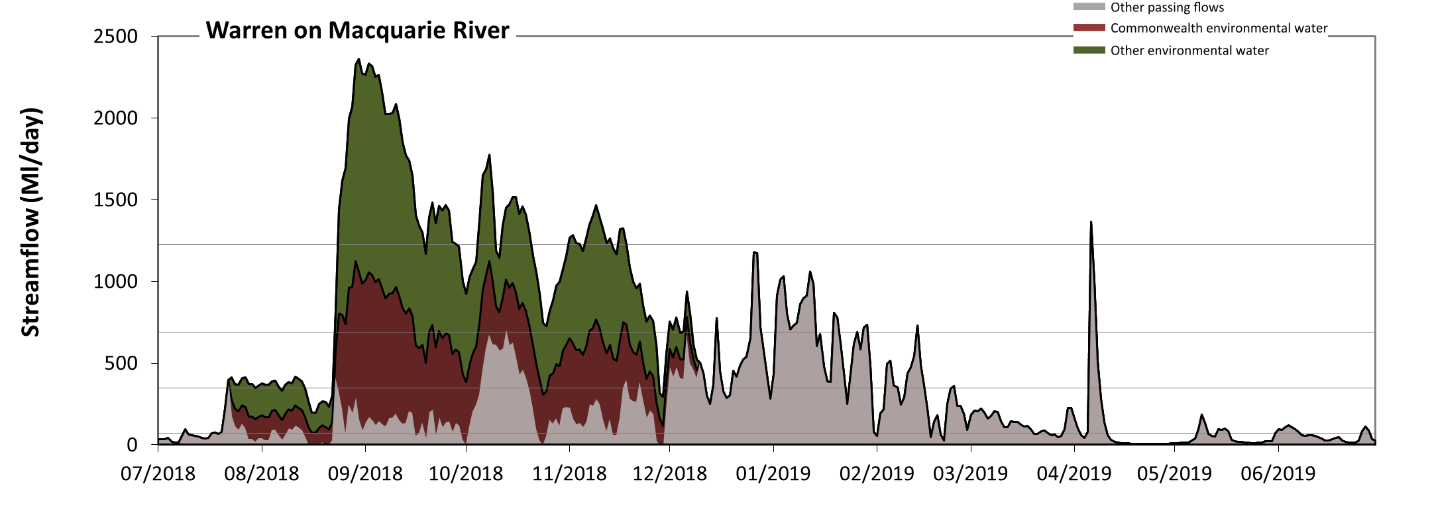 Other passing flows
Warren on Macquarie River
Commonwealth environmental water
Other environmental water
Streamflow (Ml/day)
2500
2000
1500
1000
500
0
07/2018 08/2018 09/2018 10/2018 11/2018 12/2018 01/2019 02/2019 03/2019 04/2019 05/2019 06/2019